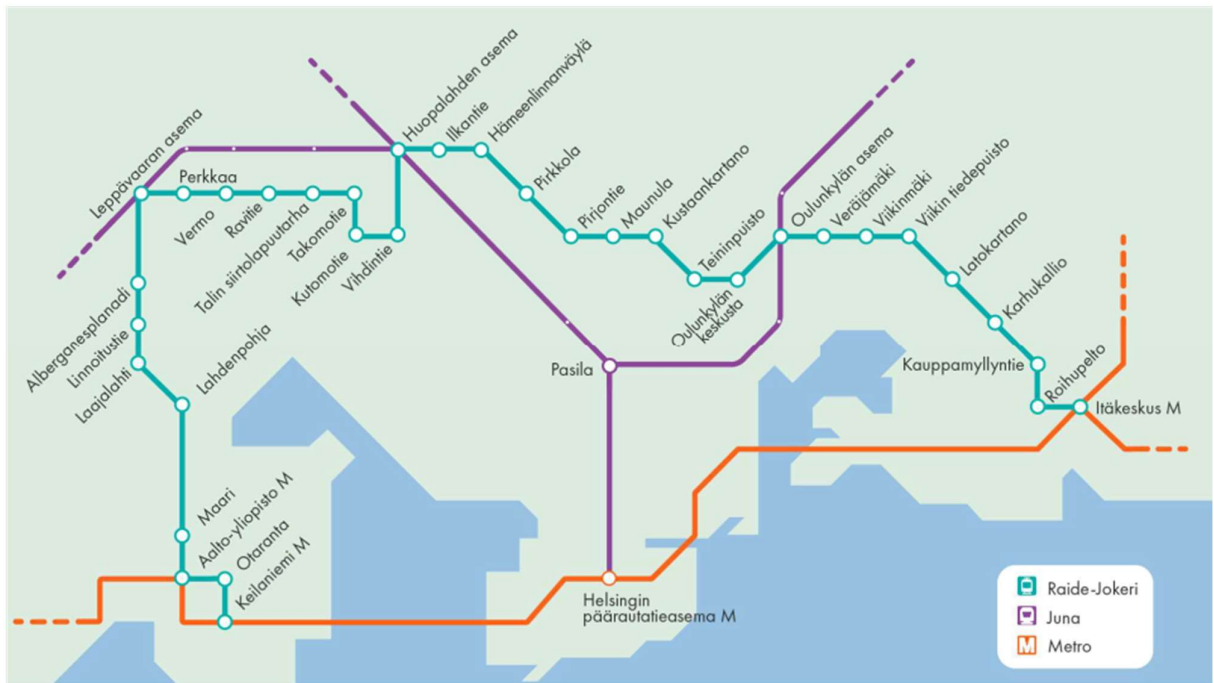 Leppävaaran asema
Perkkaa
Vermo
Ravitie
Talin siirtolapuutarha
Takomotie
Kutomotie
Vihdintie
Huopalahden asema
Ilkantie
Hämeenlinnanväylä
Pirkkola
Pirjontie
Maunula
Kustaankartano
Teininpuisto
Oulunkylän
keskusta
Oulunkylän asema
Veräjämäki
Viikinmäki
Viikin tiedepuisto
Latokartano
Karhukallio
Kauppamyllyntie
Roihupelto
Itäkeskus M
Alberganesplanadi
Linnoitustie
Laajalahti
Lahdenpohja
Pasila
Maari
Aalto-yliopisto M
Otaranta
Keilaniemi M
Helsingin
päärautatieasema M
Raide-Jokeri
Juna
M Metro